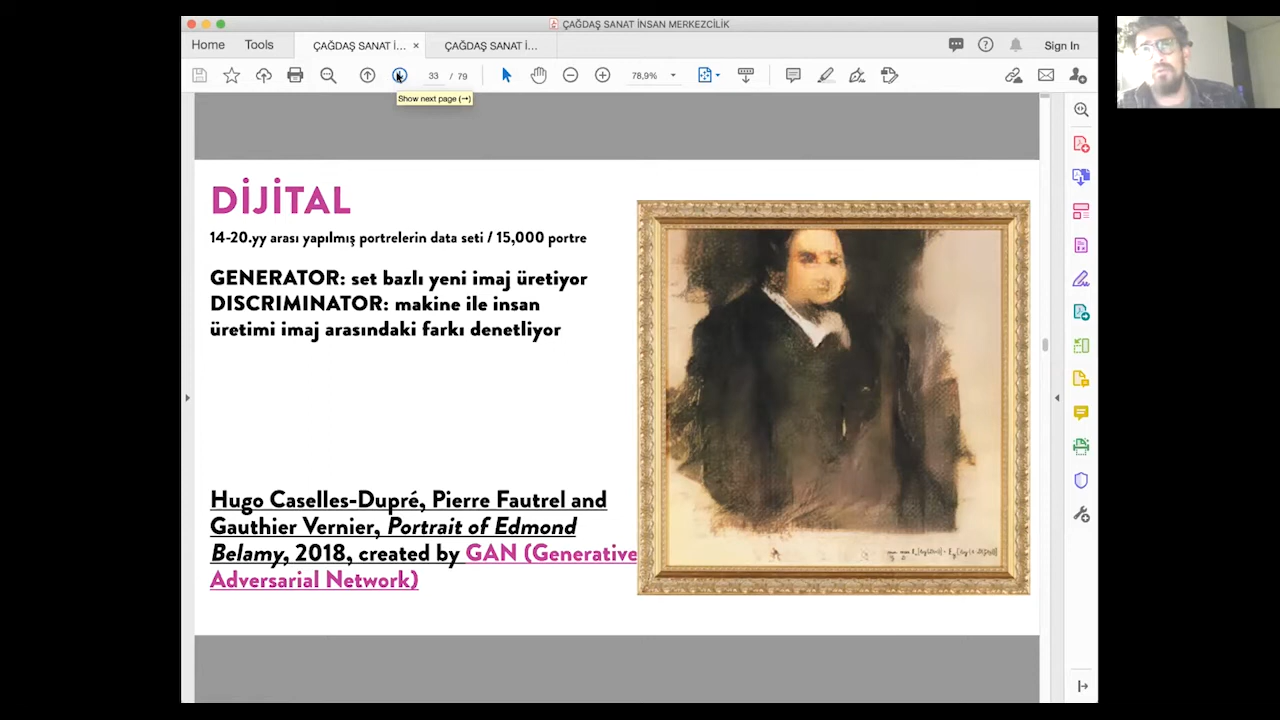 ÇAĞDAŞ SANAT İNSAN MERKEZCİLİK
Home Tools ÇAĞDAŞ SANAT İ... × ÇAĞDAŞ SANAT İ... Sign In
33 / 79 78,9%
Show next page (→)
DİJİTAL
14-20.yy arası yapılmış portrelerin data seti / 15,000 portre
GENERATOR: set bazlı yeni imaj üretiyor
DISCRIMINATOR: makine ile insan
üretimi imaj arasındaki farkı denetliyor
Hugo Caselles-Dupré, Pierre Fautrel and
Gauthier Vernier, Portrait of Edmond
Belamy, 2018, created by GAN (Generative
Adversarial Network)